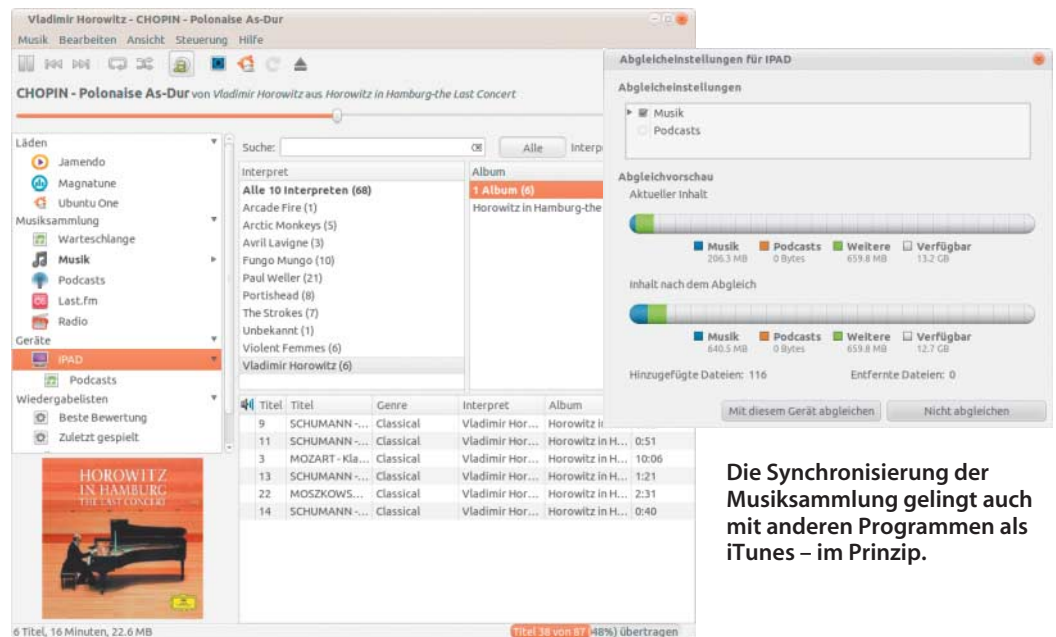 Vladimir Horowitz - CHOPIN - Polonaise As-Dur
Musik Bearbeiten Ansicht Steuerung Hilfe
CHOPIN - Polonaise As-Dur von Vladimir Horowitz aus Horowitz in Hamburg-the Last Concert
Läden
Jamendo
Magnatune
Ubuntu One
Musiksammlung
Warteschlange
Musik
Podcasts
Last.fm
Radio
Geräte
IPAD
Podcasts
Wiedergabelisten
Beste Bewertung
Zuletzt gespielt
HOROWITZ
IN HAMBURG
THE LAST CONCERT
Suche:
Alle
Interp
Interpret
Alle 10 Interpreten (68)
Arcade Fire (1)
Arctic Monkeys (5)
Avril Lavigne (3)
Fungo Mungo (10)
Paul Weller (21)
Portishead (8)
The Strokes (7)
Unbekannt (1)
Violent Femmes (6)
Vladimir Horowitz (6)
Album
1 Album (6)
Horowitz in Hamburg-the
Titel Titel Genre Interpret Album
9 SCHUMANN -... Classical Vladimir Hor... Horowitz in
11 SCHUMANN -... Classical Vladimir Hor... Horowitz in H... 0:51
3 MOZART - Kla... Classical Vladimir Hor... Horowitz in H... 10:06
13 SCHUMANN -... Classical Vladimir Hor... Horowitz in H... 1:21
22 MOSZKOWS... Classical Vladimir Hor... Horowitz in H... 2:31
14 SCHUMANN -... Classical Vladimir Hor... Horowitz in H... 0:40
6 Titel, 16 Minuten, 22.6 MB
Titel 38 von 87 (48%) übertragen
Abgleicheinstellungen für IPAD
Abgleicheinstellungen
Musik
Podcasts
Abgleichvorschau
Aktueller Inhalt
Musik Podcasts Weitere Verfügbar
206.3 MB 0 Bytes 659.8 MB 13.2 GB
Inhalt nach dem Abgleich
Musik Podcasts Weitere Verfügbar
640.5 MB 0 Bytes 659.8 MB 12.7 GB
Hinzugefügte Dateien: 116 Entfernte Dateien: 0
Mit diesem Gerät abgleichen Nicht abgleichen
Die Synchronisierung der
Musiksammlung gelingt auch
mit anderen Programmen als
iTunes – im Prinzip.